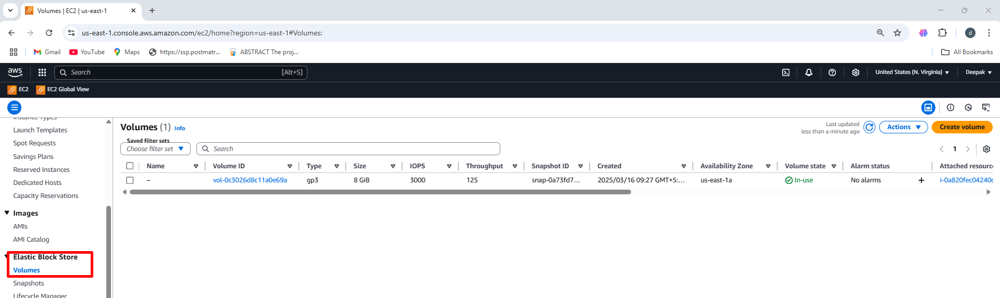 Volumes | EC2 | us-east-1
us-east-1.console.aws.amazon.com/ec2/home?region=us-east-1#Volumes:
d
Gmail YouTube Maps https://ssp.postmatr... ABSTRACT The proj... All Bookmarks
aws Search [Alt+S] United States (N. Virginia) Deepak
EC2 EC2 Global View
Instance Types
Launch Templates
Spot Requests
Savings Plans
Reserved Instances
Dedicated Hosts
Capacity Reservations
Images
AMIs
AMI Catalog
Elastic Block Store
Volumes
Snapshots
Lifecycle Manager
Volumes (1) Info
Last updated
less than a minute ago
Actions Create volume
Saved filter sets
Choose filter set Search
1
Name Volume ID Type Size IOPS Throughput Snapshot ID Created Availability Zone Volume state Alarm status Attached resourc
– vol-0c3026d8c11a0e69a gp3 8 GiB 3000 125 snap-0a73fd7... 2025/03/16 09:27 GMT+5:... us-east-1a In-use No alarms + i-0a820fec04240c